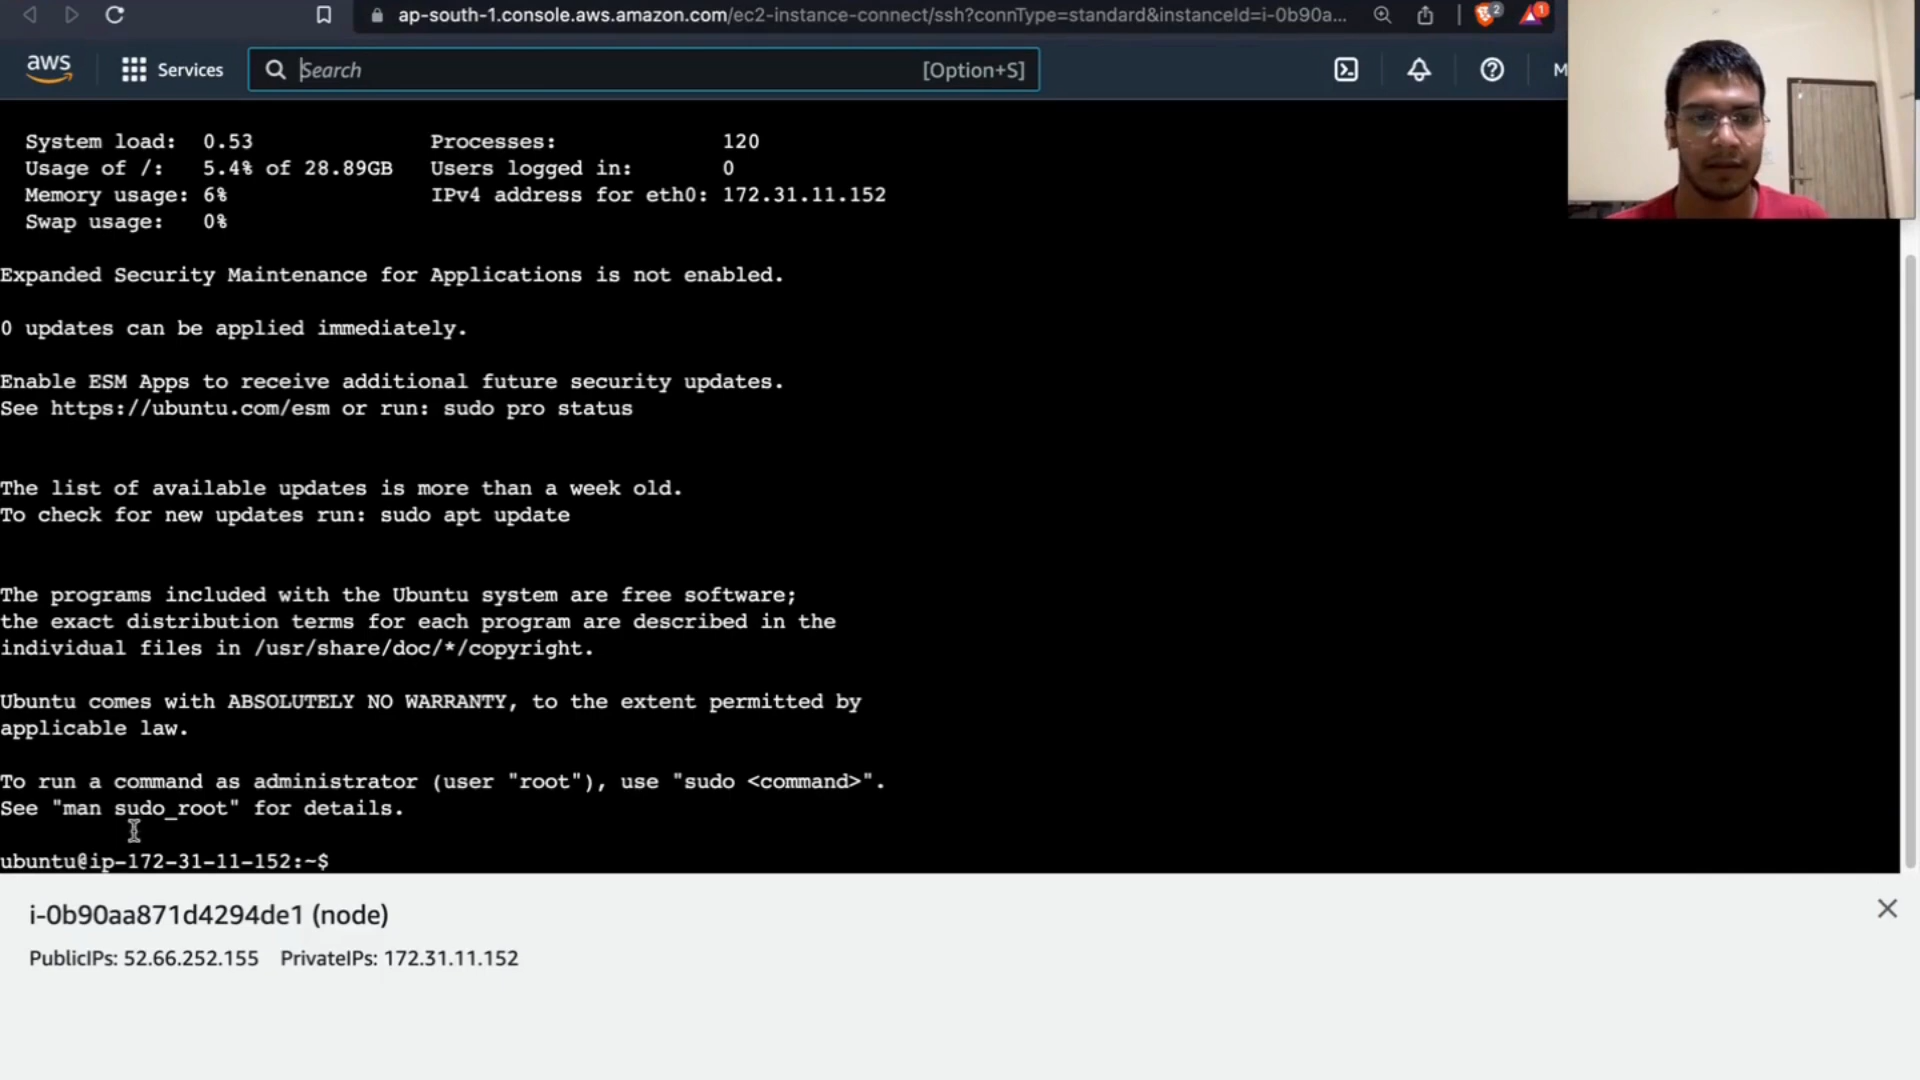 ap-south-1.console.aws.amazon.com/ec2-instance-connect/ssh?connType=standard&instanceId=i-0b90a...
2
1
aws
Services
Search
[Option+S]
M
System load: 0.53 Processes: 120
Usage of /: 5.4% of 28.89GB Users logged in: 0
Memory usage: 6% IPv4 address for eth0: 172.31.11.152
Swap usage: 0%
Expanded Security Maintenance for Applications is not enabled.
0 updates can be applied immediately.
Enable ESM Apps to receive additional future security updates.
See https://ubuntu.com/esm or run: sudo pro status
The list of available updates is more than a week old.
To check for new updates run: sudo apt update
The programs included with the Ubuntu system are free software;
the exact distribution terms for each program are described in the
individual files in /usr/share/doc/*/copyright.
Ubuntu comes with ABSOLUTELY NO WARRANTY, to the extent permitted by
applicable law.
To run a command as administrator (user "root"), use "sudo <command>".
See "man sudo_root" for details.
ubuntu@ip-172-31-11-152:~$
i-0b90aa871d4294de1 (node)
PublicIPs: 52.66.252.155 PrivateIPs: 172.31.11.152